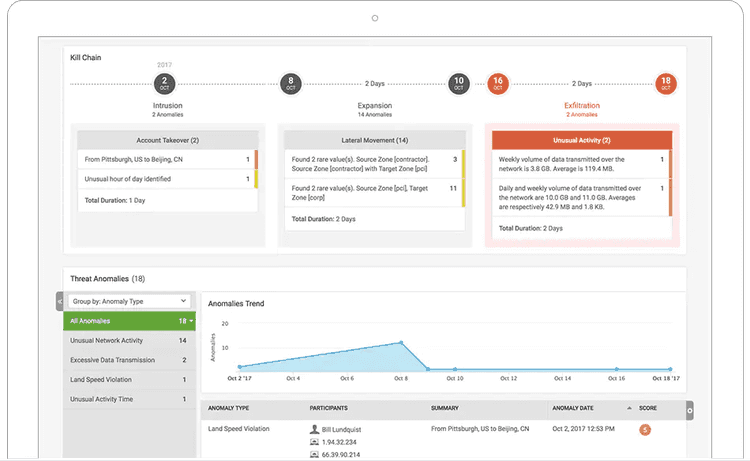 Kill Chain
2017
2 OCT
8 OCT
2 Days
10 OCT
16 OCT
2 Days
18 OCT
Intrusion
2 Anomalies
Expansion
14 Anomalies
Exfiltration
2 Anomalies
Account Takeover (2)
From Pittsburgh, US to Beijing, CN 1
Unusual hour of day identified 1
Total Duration: 1 Day
Lateral Movement (14)
Found 2 rare value(s). Source Zone [contractor]. 3
Source Zone [contractor] with Target Zone [pci]
Found 2 rare value(s). Source Zone [pci], Target 11
Zone [corp]
Total Duration: 2 Days
Unusual Activity (2)
Weekly volume of data transmitted over the 1
network is 3.8 GB. Average is 119.4 MB.
Daily and weekly volume of data transmitted over 1
the network are 10.0 GB and 11.0 GB. Averages
are respectively 42.9 MB and 1.8 KB.
Total Duration: 2 Days
Threat Anomalies (18)
Group by: Anomaly Type
All Anomalies 18
Unusual Network Activity 14
Excessive Data Transmission 2
Land Speed Violation 1
Unusual Activity Time 1
Anomalies Trend
Anomalies
20
10
Oct 2 '17
Oct 4
Oct 6
Oct 8
Oct 10
Oct 12
Oct 14
Oct 16
Oct 18 '17
ANOMALY TYPE PARTICIPANTS SUMMARY ANOMALY DATE SCORE
Land Speed Violation Bill Lundquist From Pittsburgh, US to Beijing, CN Oct 2, 2017 12:53 PM 5
1.94.32.234
66.39.90.214